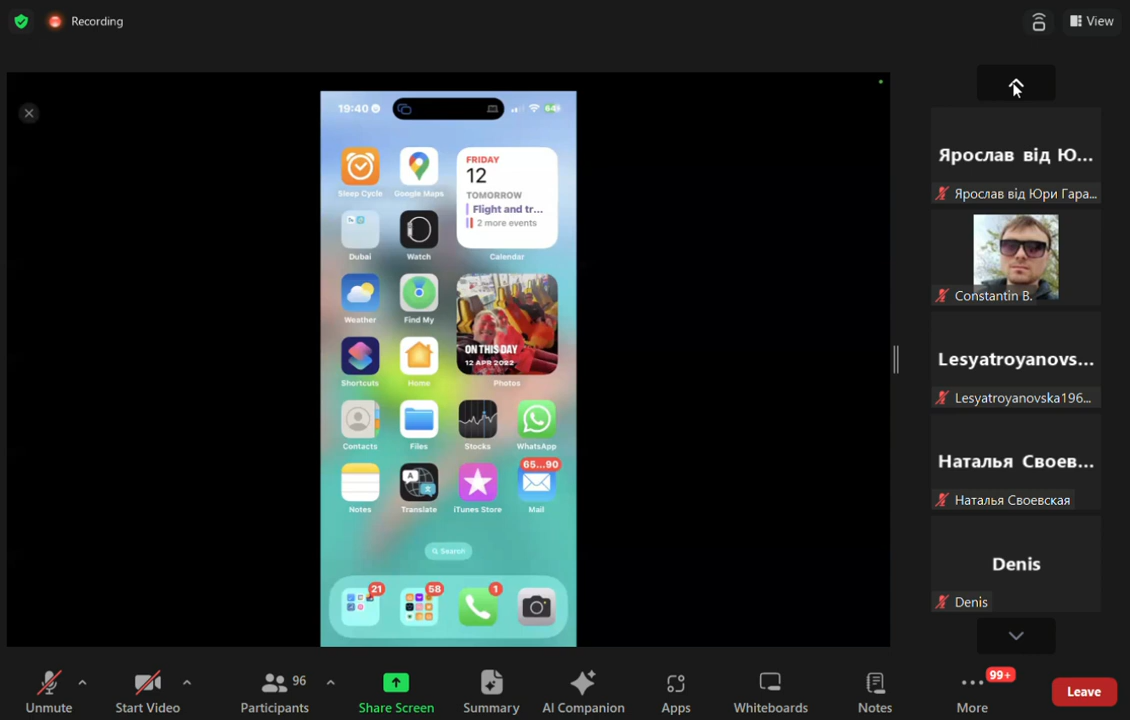 Recording
View
19:40
64
Sleep Cycle
Google Maps
FRIDAY
12
TOMORROW
Flight and tr...
2 more events
Dubai
Watch
Calendar
Weather
Find My
ON THIS DAY
12 APR 2022
Shortcuts
Home
Photos
Contacts
Files
Stocks
WhatsApp
65...90
Notes
Translate
iTunes Store
Mail
Search
21
58
1
Ярослав від Ю...
Ярослав від Юри Гара...
Constantin B.
Lesyatroyanovs...
Lesyatroyanovska196...
Наталья Своев...
Наталья Своевская
Denis
Denis
96
99+
Unmute
Start Video
Participants
Share Screen
Summary
AI Companion
Apps
Whiteboards
Notes
More
Leave